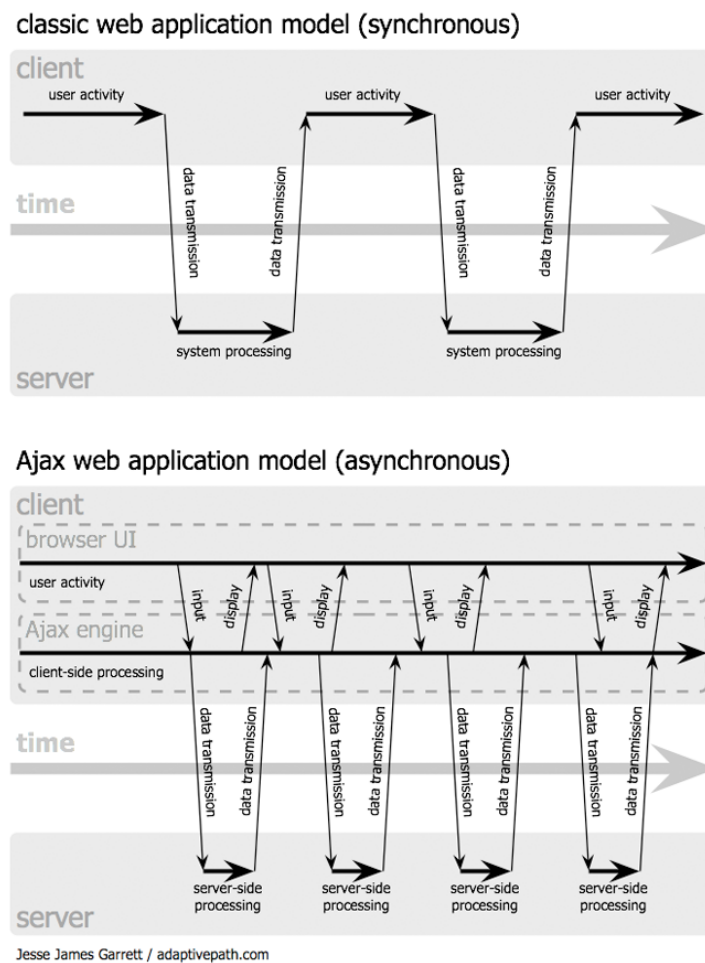 classic web application model (synchronous)
client
user activity
user activity
user activity
data transmission
data transmission
data transmission
data transmission
time
system processing
system processing
server
Ajax web application model (asynchronous)
client
browser UI
user activity
input
display
input
display
input
display
input
display
Ajax engine
client-side processing
data transmission
data transmission
data transmission
data transmission
data transmission
data transmission
data transmission
data transmission
time
server-side
processing
server-side
processing
server-side
processing
server-side
processing
server
Jesse James Garrett / adaptivepath.com